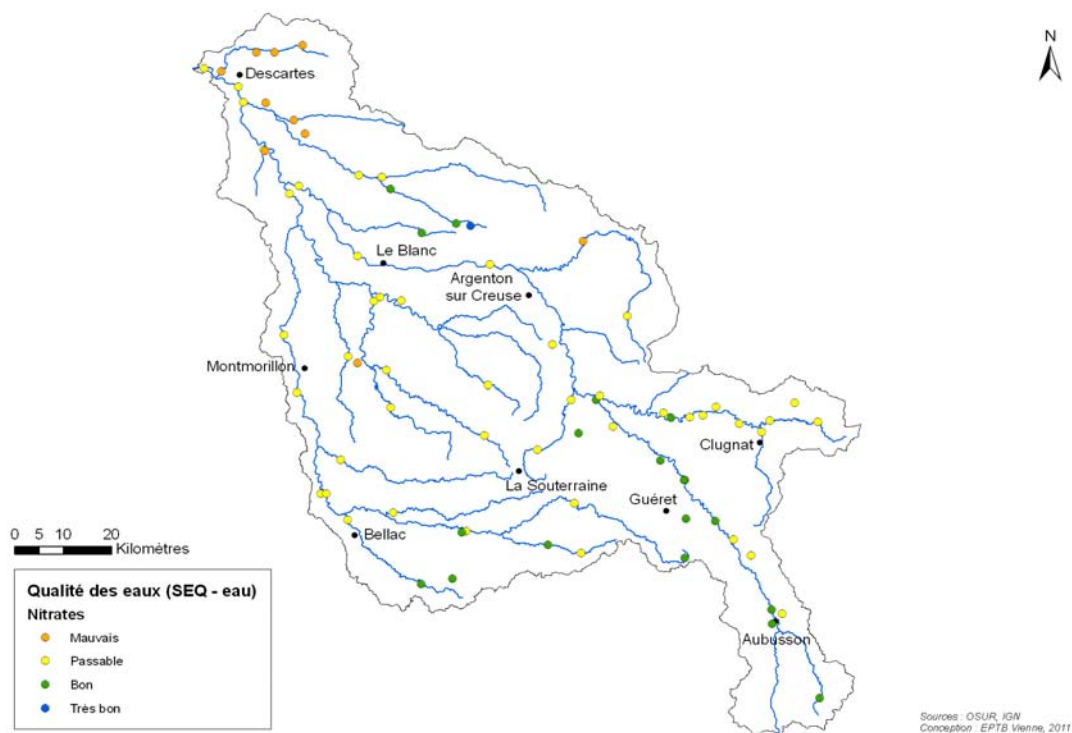 N
Descartes
Le Blanc
Argenton
sur Creuse
Montmorillon
Clugnat
La Souterraine
Guéret
Bellac
0 5 10 20
Kilomètres
Aubusson
Qualité des eaux (SEQ - eau)
Nitrates
Mauvais
Passable
Bon
Très bon
Sources : OSUR, IGN
Conception : EPTB Vienne, 2011